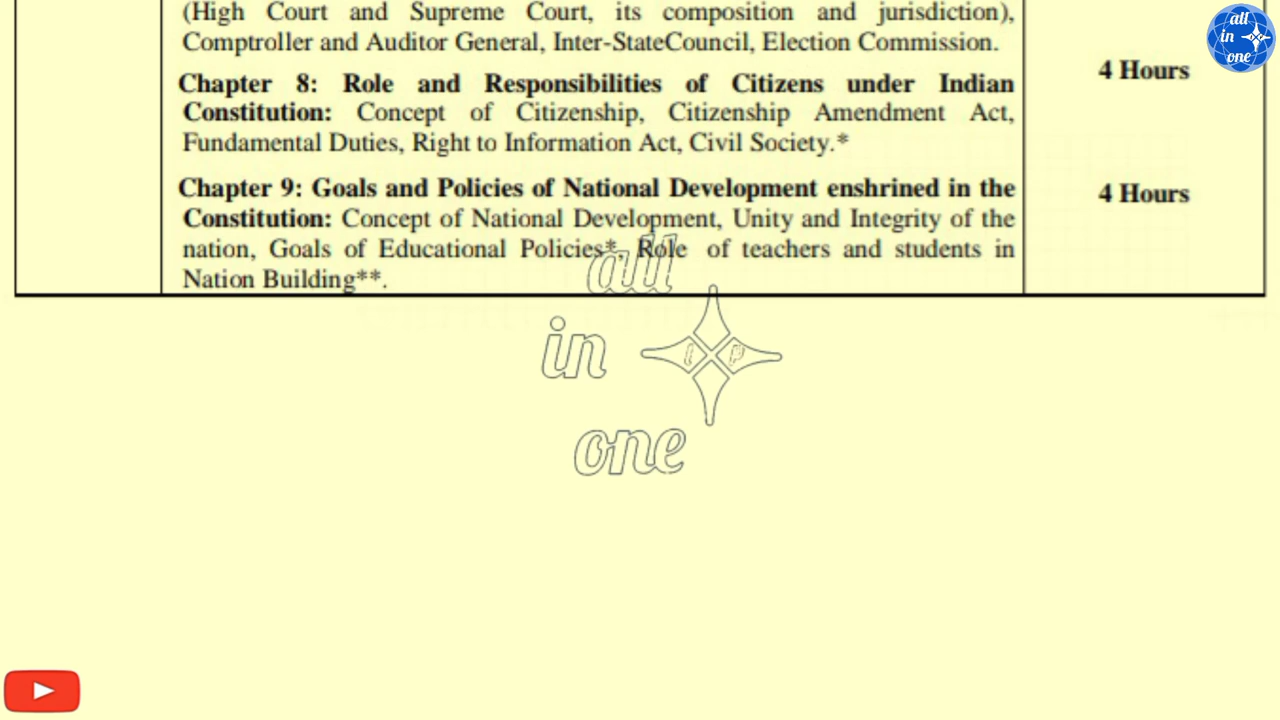 (High Court and Supreme Court, its composition and jurisdiction),
Comptroller and Auditor General, Inter-StateCouncil, Election Commission.
4 Hours
Chapter 8: Role and Responsibilities of Citizens under Indian
Constitution: Concept of Citizenship, Citizenship Amendment Act,
Fundamental Duties, Right to Information Act, Civil Society.*
Chapter 9: Goals and Policies of National Development enshrined in the
4 Hours
Constitution: Concept of National Development, Unity and Integrity of the
nation, Goals of Educational Policies*, Role of teachers and students in
Nation Building**.
all
in
one
all
in
one